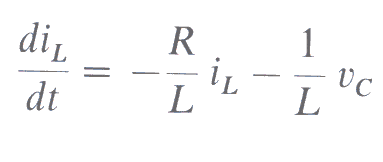 di_L/dt = − R/L i_L − 1/L v_C